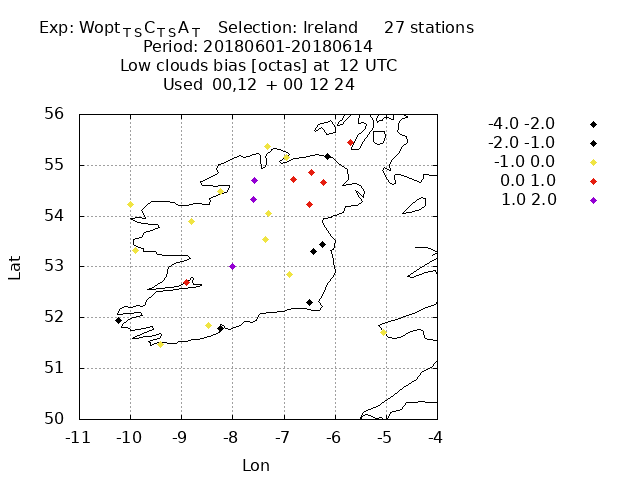 Exp: WoptTSCTSAT Selection: Ireland 27 stations
Period: 20180601-20180614
Low clouds bias [octas] at 12 UTC
Used 00,12 + 00 12 24
-4.0 -2.0
-2.0 -1.0
-1.0 0.0
0.0 1.0
1.0 2.0
56
55
54
53
52
51
50
Lat
-11 -10 -9 -8 -7 -6 -5 -4
Lon